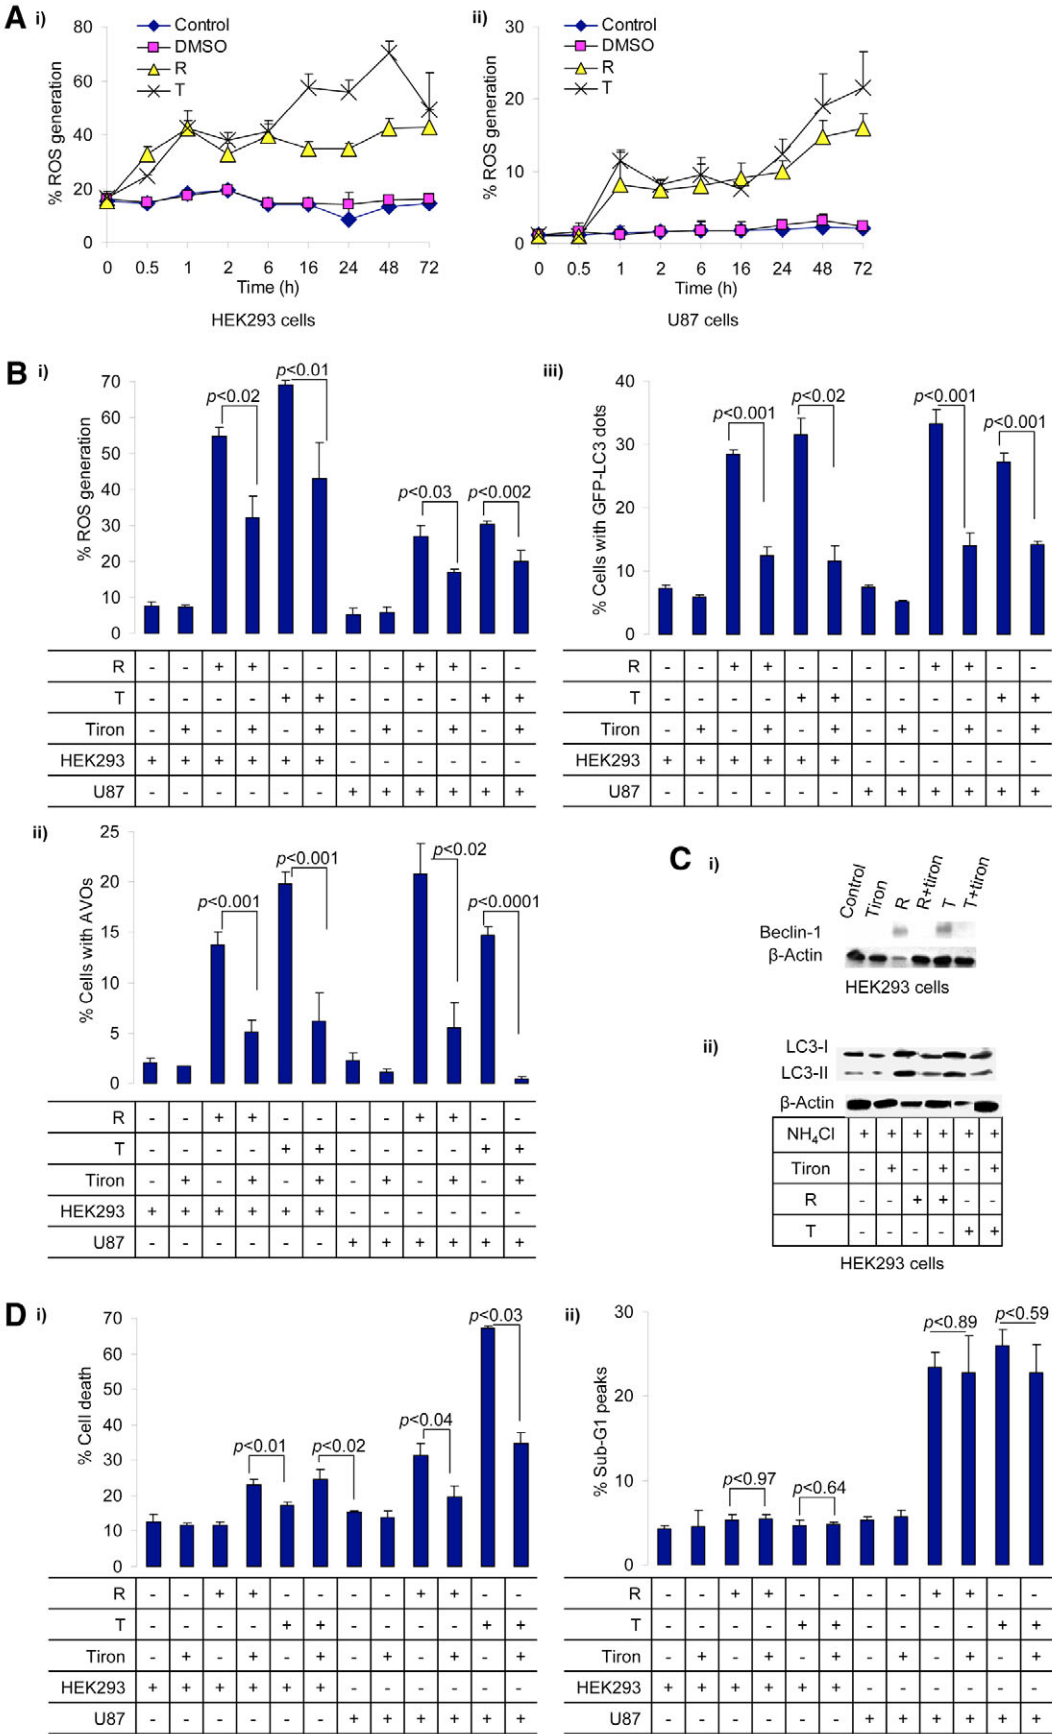 A i)
80
60
40
20
0
% ROS generation
Control
DMSO
R
T
0 0.5 1 2 6 16 24 48 72
Time (h)
HEK293 cells
ii)
30
20
10
0
% ROS generation
Control
DMSO
R
T
0 0.5 1 2 6 16 24 48 72
Time (h)
U87 cells
B i)
70
60
50
40
30
20
10
0
% ROS generation
p<0.02
p<0.01
p<0.03
p<0.002
R - - + + - - - - + + - -
T - - - - + + - - - - + +
Tiron - + - + - + - + - + - +
HEK293 + + + + + + - - - - - -
U87 - - - - - - + + + + + +
iii)
40
30
20
10
0
% Cells with GFP-LC3 dots
p<0.001
p<0.02
p<0.001
p<0.001
R - - + + - - - - + + - -
T - - - - + + - - - - + +
Tiron - + - + - + - + - + - +
HEK293 + + + + + + - - - - - -
U87 - - - - - - + + + + + +
ii)
25
20
15
10
5
0
% Cells with AVOs
p<0.001
p<0.001
p<0.02
p<0.0001
R - - + + - - - - + + - -
T - - - - + + - - - - + +
Tiron - + - + - + - + - + - +
HEK293 + + + + + + - - - - - -
U87 - - - - - - + + + + + +
C i)
Control Tiron R R+tiron T T+tiron
Beclin-1
β-Actin
HEK293 cells
ii)
LC3-I
LC3-II
β-Actin
NH4Cl + + + + + +
Tiron - + - + - +
R - - + + - -
T - - - - + +
HEK293 cells
D i)
70
60
50
40
30
20
10
0
% Cell death
p<0.01
p<0.02
p<0.04
p<0.03
R - - + + - - - - + + - -
T - - - - + + - - - - + +
Tiron - + - + - + - + - + - +
HEK293 + + + + + + - - - - - -
U87 - - - - - - + + + + + +
ii)
30
20
10
0
% Sub-G1 peaks
p<0.97
p<0.64
p<0.89
p<0.59
R - - + + - - - - + + - -
T - - - - + + - - - - + +
Tiron - + - + - + - + - + - +
HEK293 + + + + + + - - - - - -
U87 - - - - - - + + + + + +